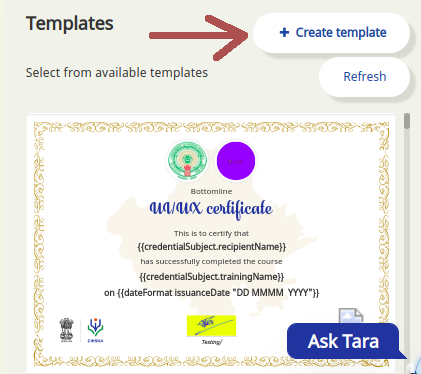 Templates
+ Create template
Select from available templates
Refresh
Bottomline
UI/UX certificate
This is to certify that
{{credentialSubject.recipientName}}
has successfully completed the course
{{credentialSubject.trainingName}}
on {{dateFormat issuanceDate "DD MMMM YYYY"}}
DIKSHA
Testing/
Ask Tara